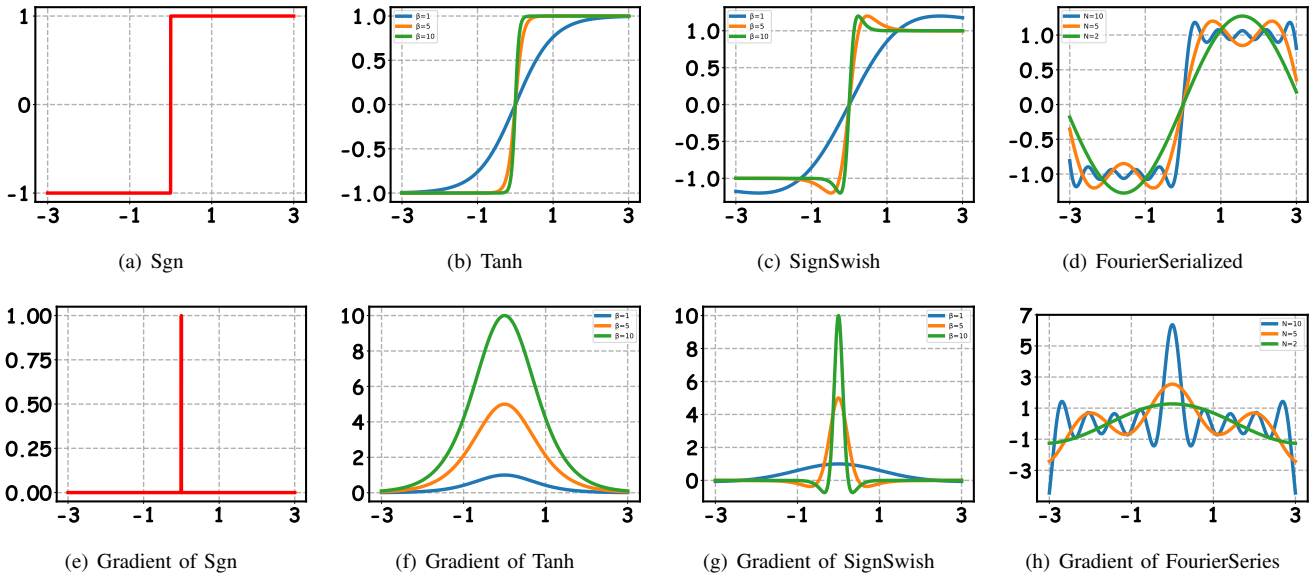 1
0
-1
-3
-1
1
3
(a) Sgn
1.0
0.5
0.0
-0.5
-1.0
β=1
β=5
β=10
-3
-1
1
3
(b) Tanh
1.0
0.5
0.0
-0.5
-1.0
β=1
β=5
β=10
-3
-1
1
3
(c) SignSwish
1.0
0.5
0.0
-0.5
-1.0
N=10
N=5
N=2
-3
-1
1
3
(d) FourierSerialized
1.00
0.75
0.50
0.25
0.00
-3
-1
1
3
(e) Gradient of Sgn
10
8
6
4
2
0
β=1
β=5
β=10
-3
-1
1
3
(f) Gradient of Tanh
10
8
6
4
2
0
β=1
β=5
β=10
-3
-1
1
3
(g) Gradient of SignSwish
7
5
3
1
-1
-3
N=10
N=5
N=2
-3
-1
1
3
(h) Gradient of FourierSeries